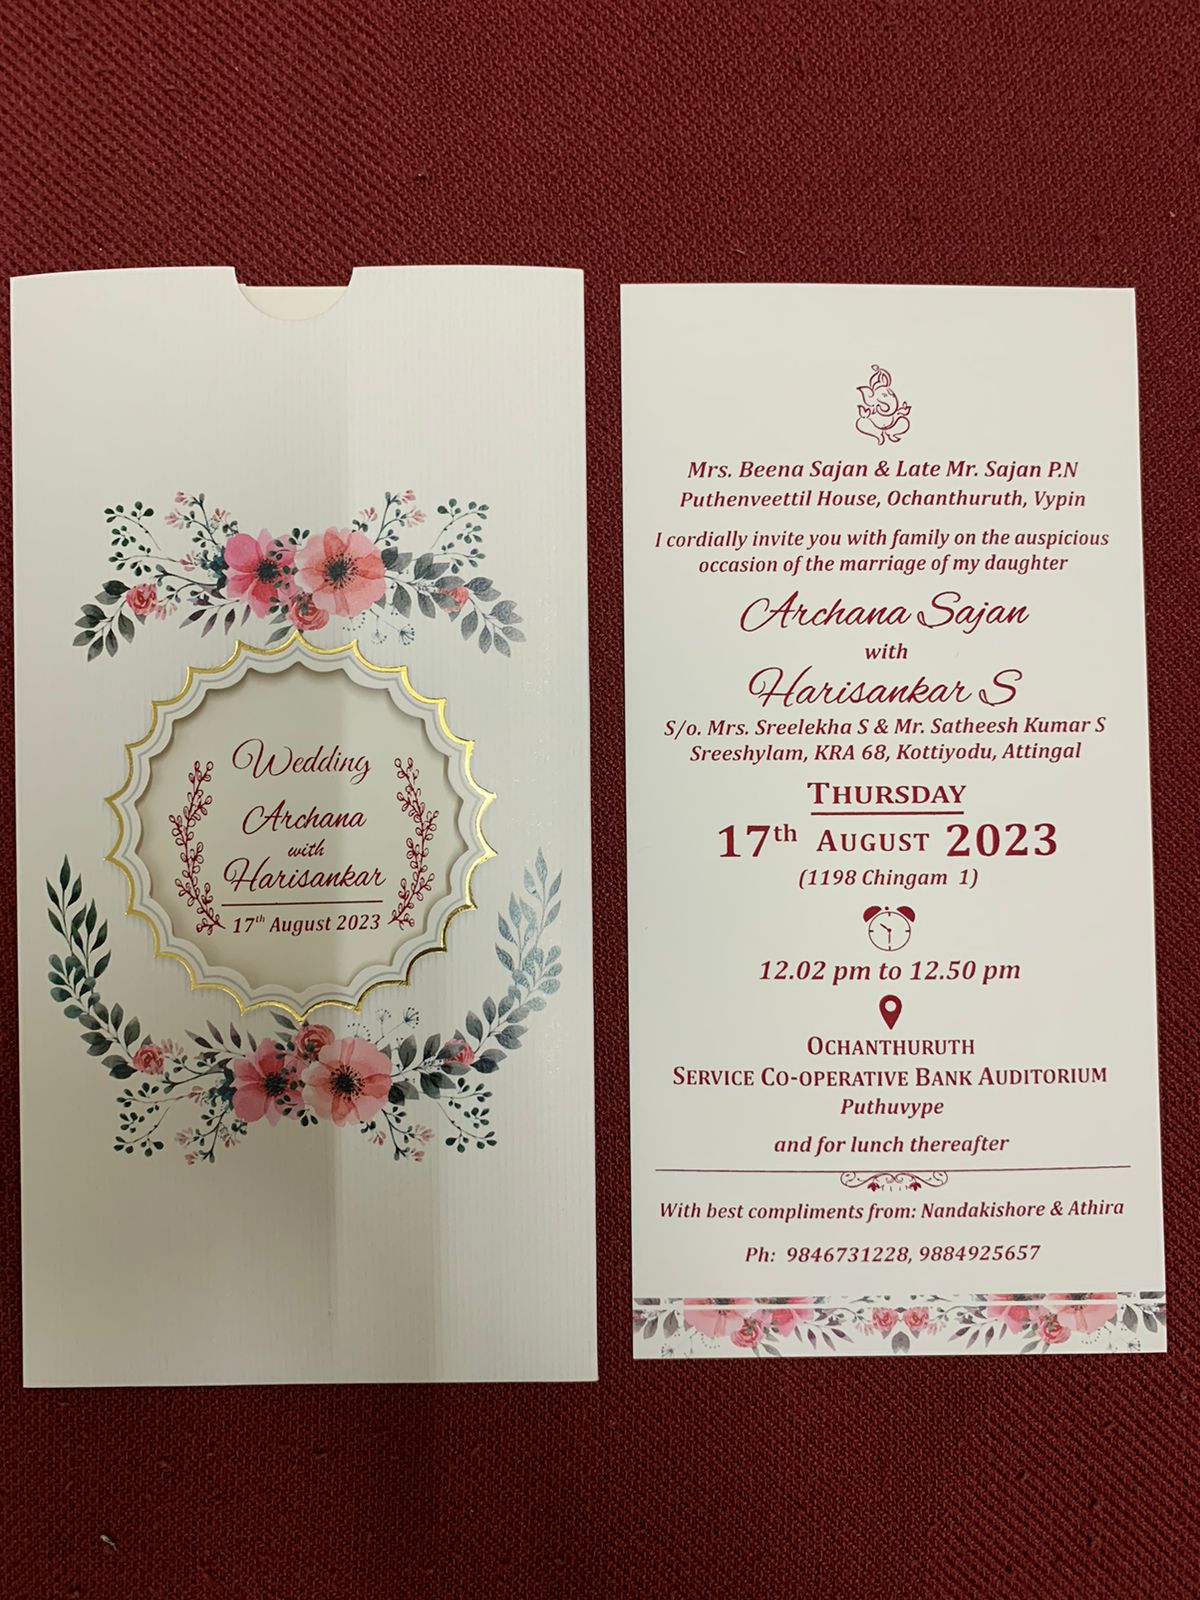 Wedding
Archana
with
Harisankar
17th August 2023
Mrs. Beena Sajan & Late Mr. Sajan P.N
Puthenveettil House, Ochanthuruth, Vypin
I cordially invite you with family on the auspicious
occasion of the marriage of my daughter
Archana Sajan
with
Harisankar S
S/o. Mrs. Sreelekha S & Mr. Satheesh Kumar S
Sreeshylam, KRA 68, Kottiyodu, Attingal
THURSDAY
17th AUGUST 2023
(1198 Chingam 1)
12.02 pm to 12.50 pm
OCHANTHURUTH
SERVICE CO-OPERATIVE BANK AUDITORIUM
Puthuvype
and for lunch thereafter
With best compliments from: Nandakishore & Athira
Ph: 9846731228, 9884925657